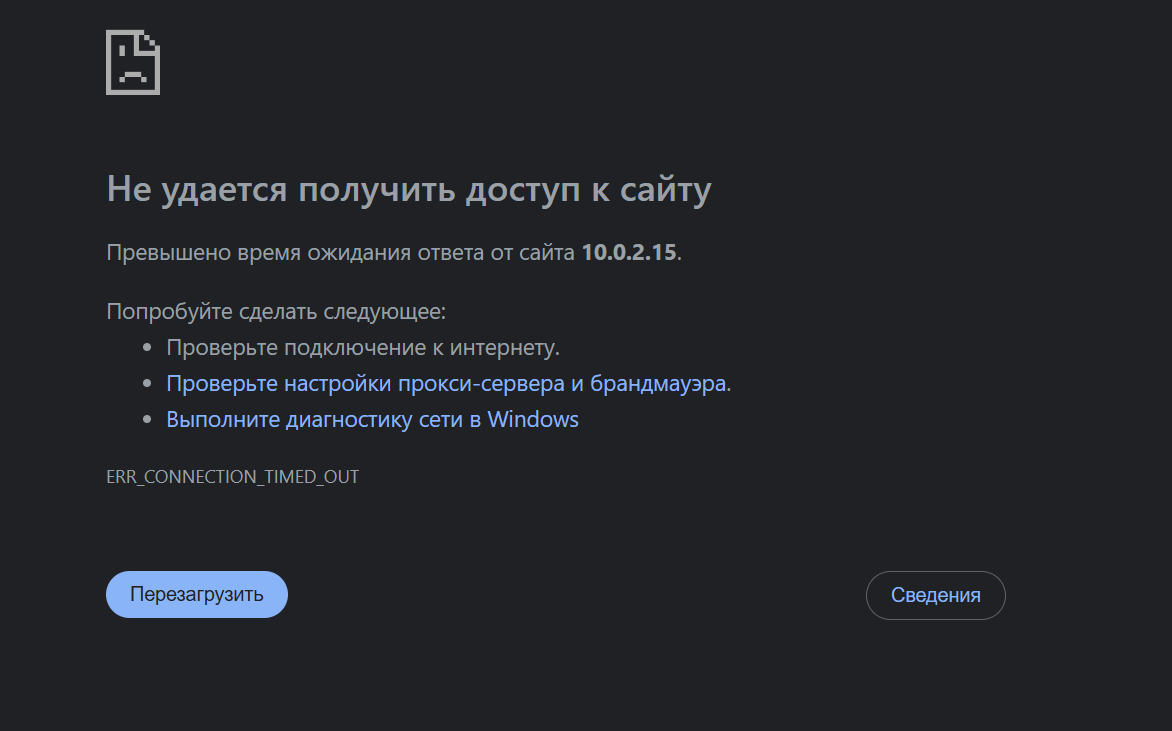 Не удается получить доступ к сайту
Превышено время ожидания ответа от сайта 10.0.2.15.
Попробуйте сделать следующее:
Проверьте подключение к интернету.
Проверьте настройки прокси-сервера и брандмауэра.
Выполните диагностику сети в Windows
ERR_CONNECTION_TIMED_OUT
Перезагрузить
Сведения